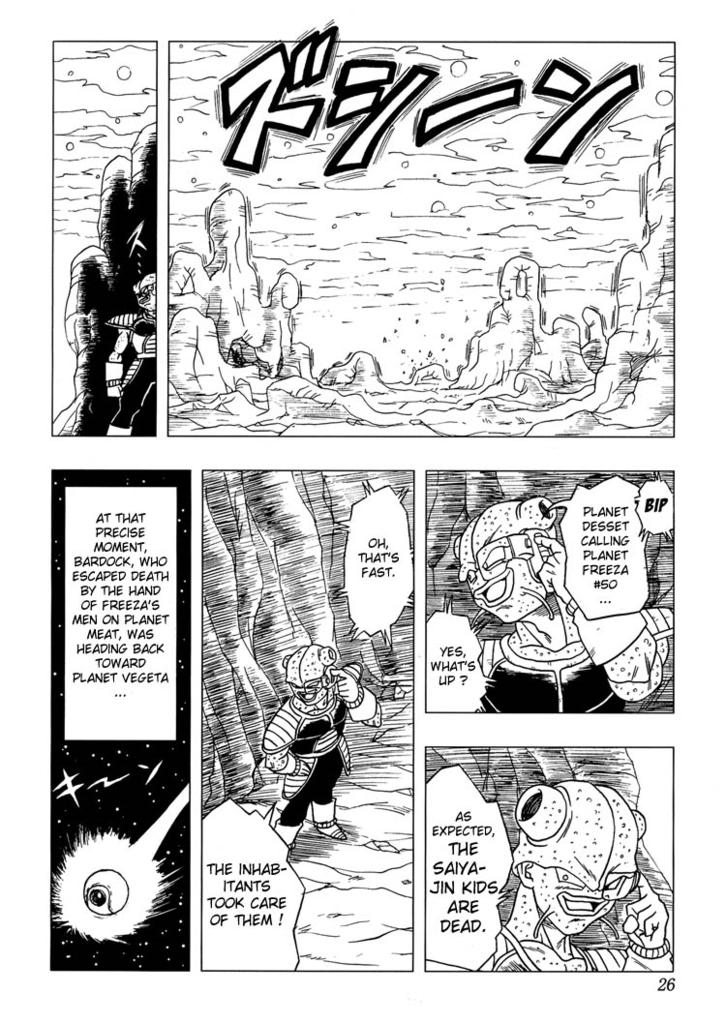 ズシーン
ズ
BIP
PLANET
DESSET
CALLING
PLANET
FREEZA
#50
...
YES,
WHAT'S
UP ?
AS
EXPECTED,
THE
SAIYA-
JIN KIDS
ARE
DEAD.
OH,
THAT'S
FAST.
THE INHAB-
ITANTS
TOOK CARE
OF THEM !
AT THAT
PRECISE
MOMENT,
BARDOCK, WHO
ESCAPED DEATH
BY THE HAND
OF FREEZA'S
MEN ON PLANET
MEAT, WAS
HEADING BACK
TOWARD
PLANET VEGETA
...
キーン
26